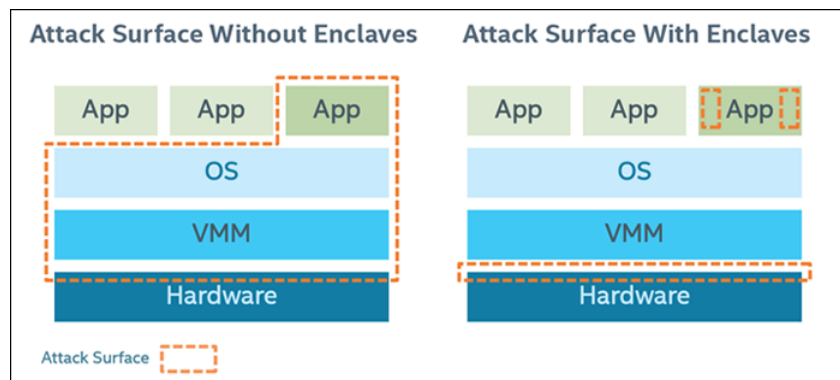 Attack Surface Without Enclaves
App App App
OS
VMM
Hardware
Attack Surface
Attack Surface With Enclaves
App App App
OS
VMM
Hardware